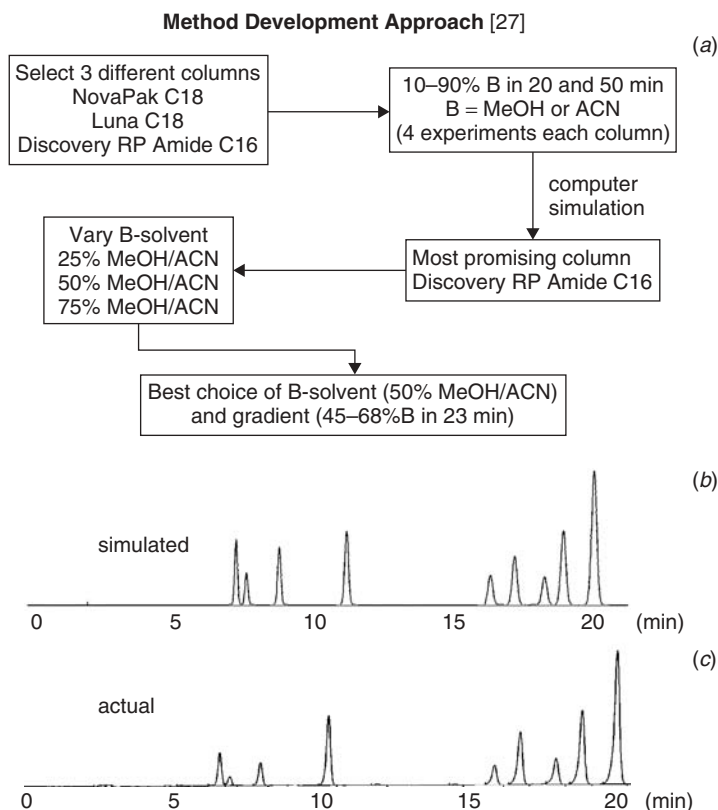 Method Development Approach [27]
(a)
Select 3 different columns
NovaPak C18
Luna C18
Discovery RP Amide C16
10–90% B in 20 and 50 min
B = MeOH or ACN
(4 experiments each column)
computer
simulation
Vary B-solvent
25% MeOH/ACN
50% MeOH/ACN
75% MeOH/ACN
Most promising column
Discovery RP Amide C16
Best choice of B-solvent (50% MeOH/ACN)
and gradient (45–68%B in 23 min)
(b)
simulated
0 5 10 15 20 (min)
(c)
actual
0 5 10 15 20 (min)